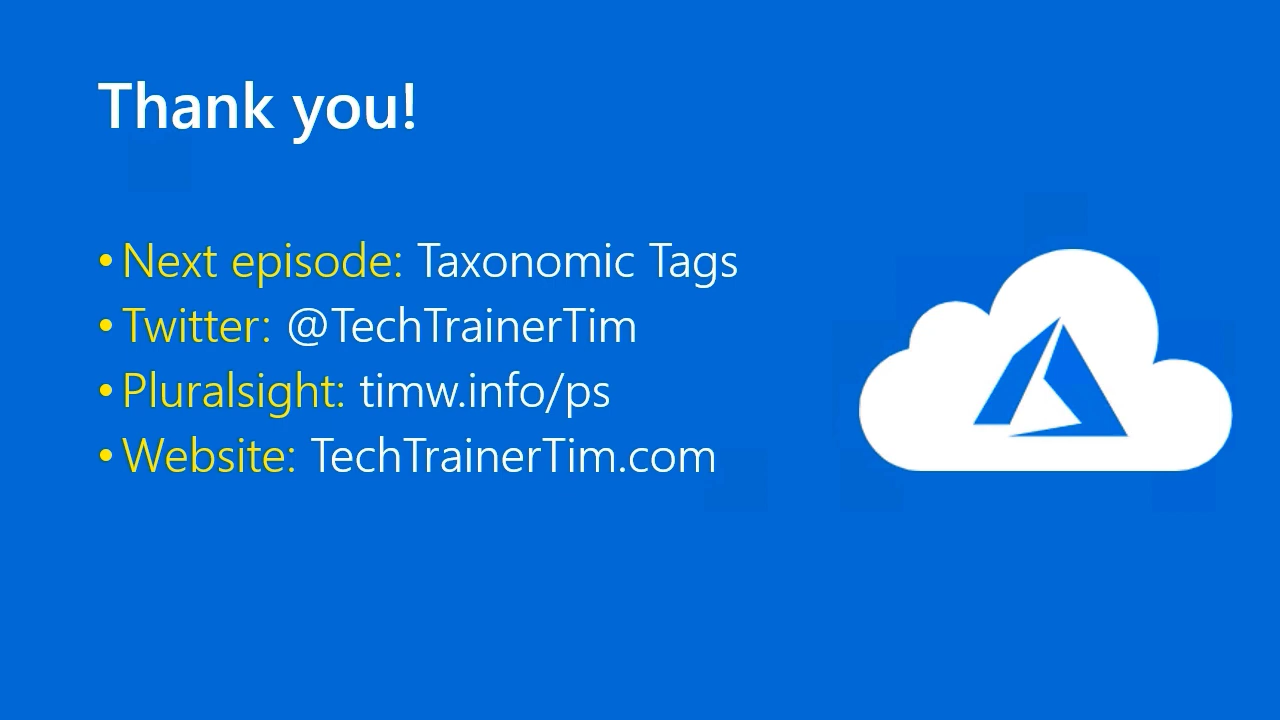 Thank you!
• Next episode: Taxonomic Tags
• Twitter: @TechTrainerTim
• Pluralsight: timw.info/ps
• Website: TechTrainerTim.com